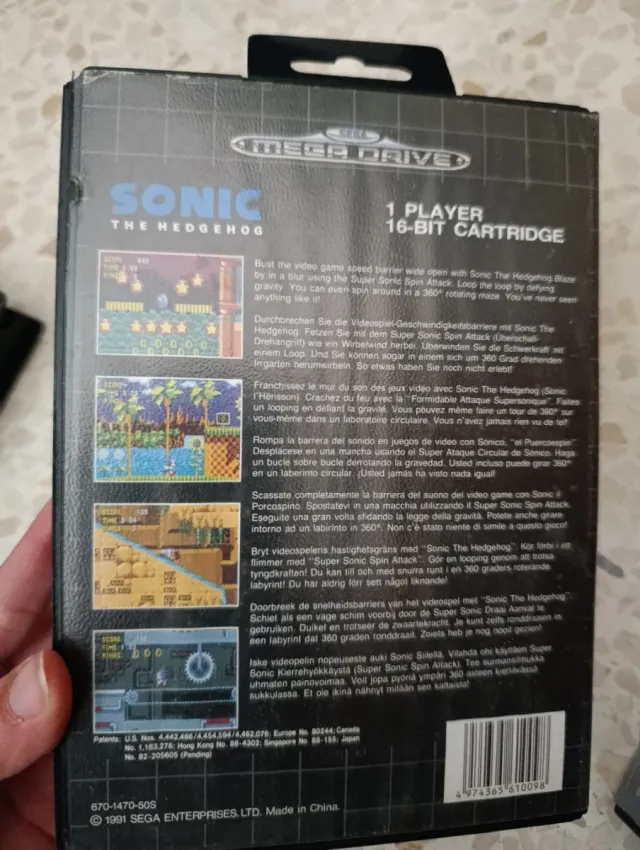 SEGA
MEGA DRIVE
SONIC
THE HEDGEHOG
1 PLAYER
16-BIT CARTRIDGE
Bust the video game speed barrier wide open with Sonic The Hedgehog. Blaze
by in a blur using the Super Sonic Spin Attack. Loop the loop by defying
gravity. You can even spin around in a 360° rotating maze. You've never seen
anything like it!
Durchbrechen Sie die Videospiel-Geschwindigkeitsbarriere mit Sonic The
Hedgehog. Fetzen Sie mit dem Super Sonic Spin Attack (Überschall-
Drehangriff) wie ein Wirbelwind herbei. Überwinden Sie die Schwerkraft mit
einem Loop. Und Sie können sogar in einem sich um 360 Grad drehenden
Irrgarten herumwirbeln. So etwas haben Sie noch nicht erlebt!
Franchissez le mur du son des jeux vidéo avec Sonic The Hedgehog (Sonic
l'Hérisson). Crachez du feu avec la "Formidable Attaque Supersonique". Faites
un looping en défiant la gravité. Vous pouvez même faire un tour de 360° sur
vous-même dans un laboratoire circulaire. Vous n'avez jamais rien vu de tel!
Rompa la barrera del sonido en juegos de video con Sónico, "el Puercoespin".
Desplácese en una mancha usando el Super Ataque Circular de Sónico. Haga
un bucle sobre bucle derrotando la gravedad. Usted incluso puede girar 360°
en un laberinto circular. ¡Usted jamás ha visto nada igual!
Scassate completamente la barriera del suono del video game con Sonic il
Porcospino. Spostatevi in una macchia utilizzando il Super Sonic Spin Attack.
Eseguite una gran volta sfidando la legge della gravità. Potete anche girare
intorno ad un labirinto in 360°. Non c'è stato niente di simile a questo gioco!
Bryt videospelens hastighetsgräns med "Sonic The Hedgehog". Kör förbi i ett
flimmer med "Super Sonic Spin Attack". Gör en looping genom att trotsa
tyngdkraften! Du kan till och med snurra runt i en 360 graders roterande
labyrint! Du har aldrig förr sett något liknande!
Doorbreek de snelheidsbarriers van het videospel met "Sonic The Hedgehog".
Schiet als een vage schim voorbij door de Super Sonic Draai Aanval te
gebruiken. Duikel en trotseer de zwaartekracht. Je kunt zelfs ronddraaien in
een labyrint dat 360 graden ronddraait. Zoiets heb je nog nooit gezien!
Iske videopelin nopeuseste auki Sonic Siilellä. Vilahda ohi käyttäen Super
Sonic Kierrehyökkäystä (Super Sonic Spin Attack). Tee surmansilmukka
uhmaten painovoimaa. Voit jopa pyöriä ympäri 360 asteen kiertävässä
sukkulassa. Et ole ikinä nähnyt mitään sen kaltaista!
Patents: U.S. Nos. 4,442,486/4,454,594/4,462,076; Europe No. 80244; Canada
No. 1,183,276; Hong Kong No. 88-4302; Singapore No. 88-155; Japan
No. 82-205605 (Pending)
4 974365 610098
670-1470-50S
© 1991 SEGA ENTERPRISES, LTD. Made in China.